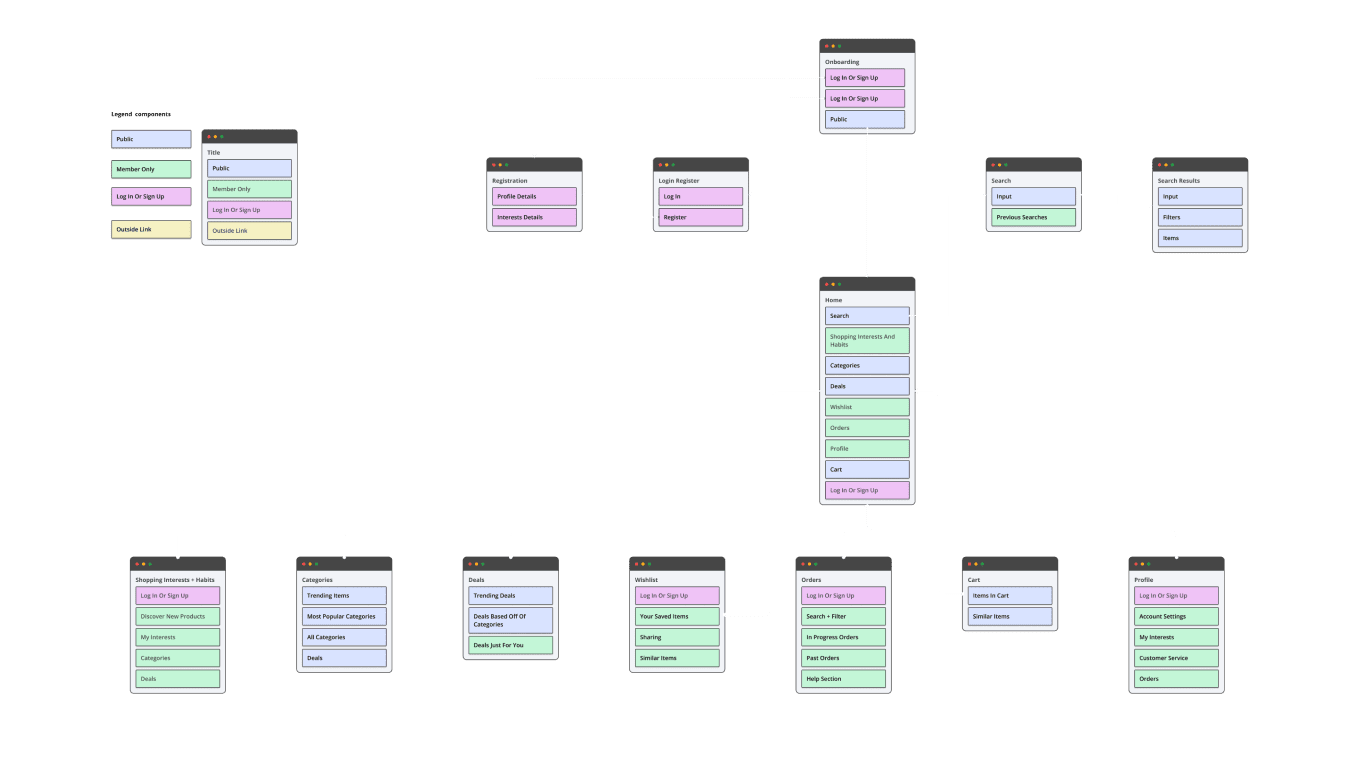 Onboarding
Log In Or Sign Up
Log In Or Sign Up
Public
Legend components
Public
Member Only
Log In Or Sign Up
Outside Link
Title
Public
Member Only
Log In Or Sign Up
Outside Link
Registration
Profile Details
Interests Details
Login Register
Log In
Register
Search
Input
Previous Searches
Search Results
Input
Filters
Items
Home
Search
Shopping Interests And
Habits
Categories
Deals
Wishlist
Orders
Profile
Cart
Log In Or Sign Up
Shopping Interests + Habits
Log In Or Sign Up
Discover New Products
My Interests
Categories
Deals
Categories
Trending Items
Most Popular Categories
All Categories
Deals
Deals
Trending Deals
Deals Based Off Of
Categories
Deals Just For You
Wishlist
Log In Or Sign Up
Your Saved Items
Sharing
Similar Items
Orders
Log In Or Sign Up
Search + Filter
In Progress Orders
Past Orders
Help Section
Cart
Items In Cart
Similar Items
Profile
Log In Or Sign Up
Account Settings
My Interests
Customer Service
Orders